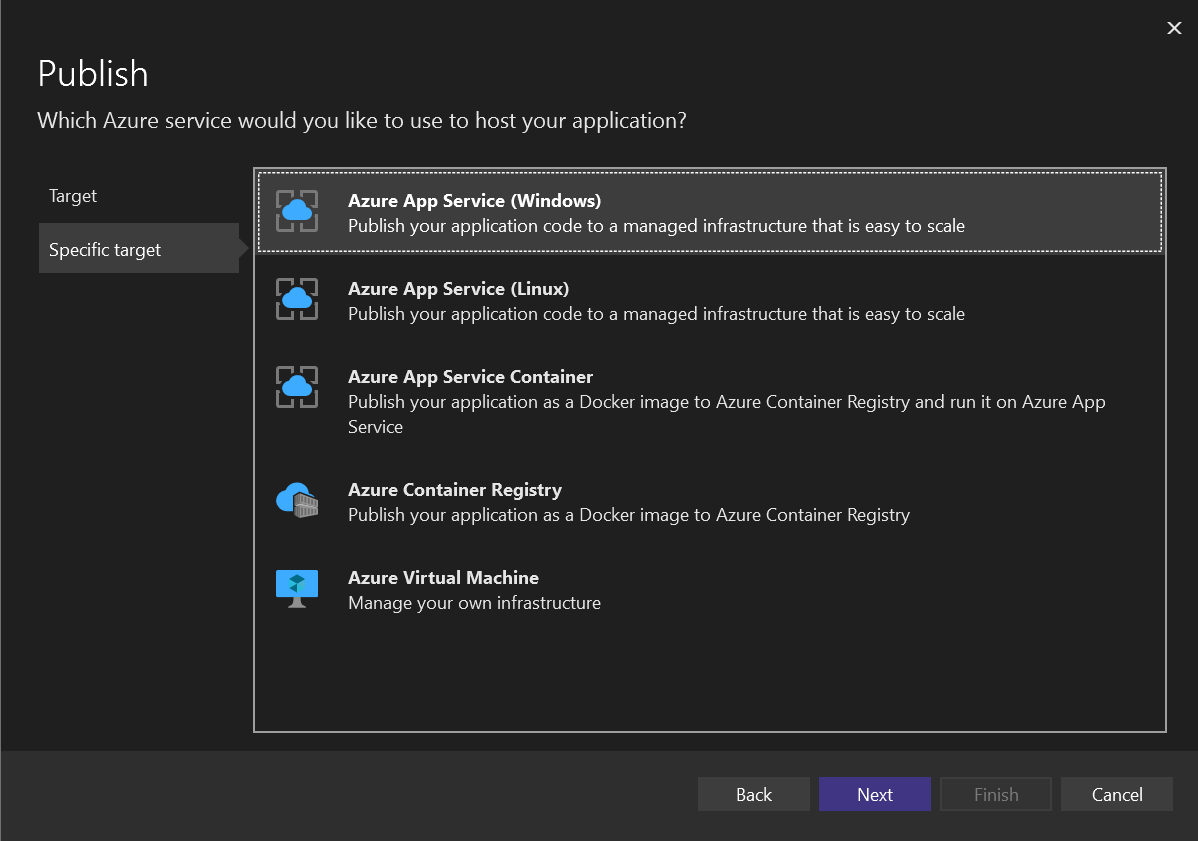 Publish
Which Azure service would you like to use to host your application?
Target
Specific target
Azure App Service (Windows)
Publish your application code to a managed infrastructure that is easy to scale
Azure App Service (Linux)
Publish your application code to a managed infrastructure that is easy to scale
Azure App Service Container
Publish your application as a Docker image to Azure Container Registry and run it on Azure App
Service
Azure Container Registry
Publish your application as a Docker image to Azure Container Registry
Azure Virtual Machine
Manage your own infrastructure
Back
Next
Finish
Cancel